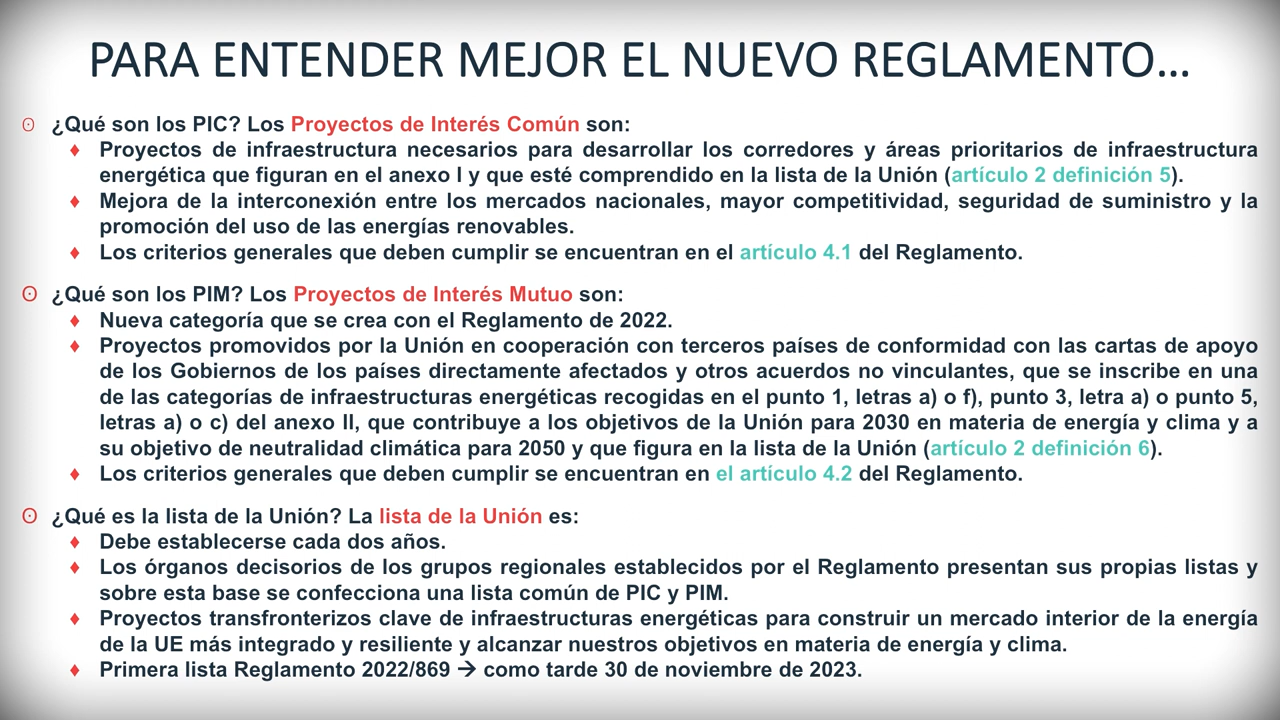 PARA ENTENDER MEJOR EL NUEVO REGLAMENTO...
¿Qué son los PIC? Los Proyectos de Interés Común son:
Proyectos de infraestructura necesarios para desarrollar los corredores y áreas prioritarios de infraestructura
energética que figuran en el anexo I y que esté comprendido en la lista de la Unión (artículo 2 definición 5).
Mejora de la interconexión entre los mercados nacionales, mayor competitividad, seguridad de suministro y la
promoción del uso de las energías renovables.
Los criterios generales que deben cumplir se encuentran en el artículo 4.1 del Reglamento.
¿Qué son los PIM? Los Proyectos de Interés Mutuo son:
Nueva categoría que se crea con el Reglamento de 2022.
Proyectos promovidos por la Unión en cooperación con terceros países de conformidad con las cartas de apoyo
de los Gobiernos de los países directamente afectados y otros acuerdos no vinculantes, que se inscribe en una
de las categorías de infraestructuras energéticas recogidas en el punto 1, letras a) o f), punto 3, letra a) o punto 5,
letras a) o c) del anexo II, que contribuye a los objetivos de la Unión para 2030 en materia de energía y clima y a
su objetivo de neutralidad climática para 2050 y que figura en la lista de la Unión (artículo 2 definición 6).
Los criterios generales que deben cumplir se encuentran en el artículo 4.2 del Reglamento.
¿Qué es la lista de la Unión? La lista de la Unión es:
Debe establecerse cada dos años.
Los órganos decisorios de los grupos regionales establecidos por el Reglamento presentan sus propias listas y
sobre esta base se confecciona una lista común de PIC y PIM.
Proyectos transfronterizos clave de infraestructuras energéticas para construir un mercado interior de la energía
de la UE más integrado y resiliente y alcanzar nuestros objetivos en materia de energía y clima.
Primera lista Reglamento 2022/869 → como tarde 30 de noviembre de 2023.